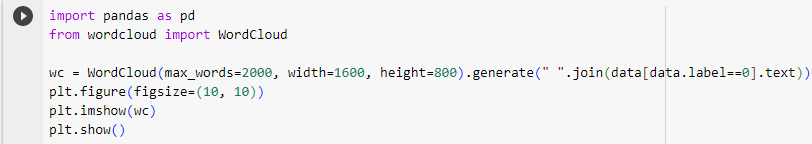 import pandas as pd
from wordcloud import WordCloud
wc = WordCloud(max_words=2000, width=1600, height=800).generate(" ".join(data[data.label==0].text))
plt.figure(figsize=(10, 10))
plt.imshow(wc)
plt.show()